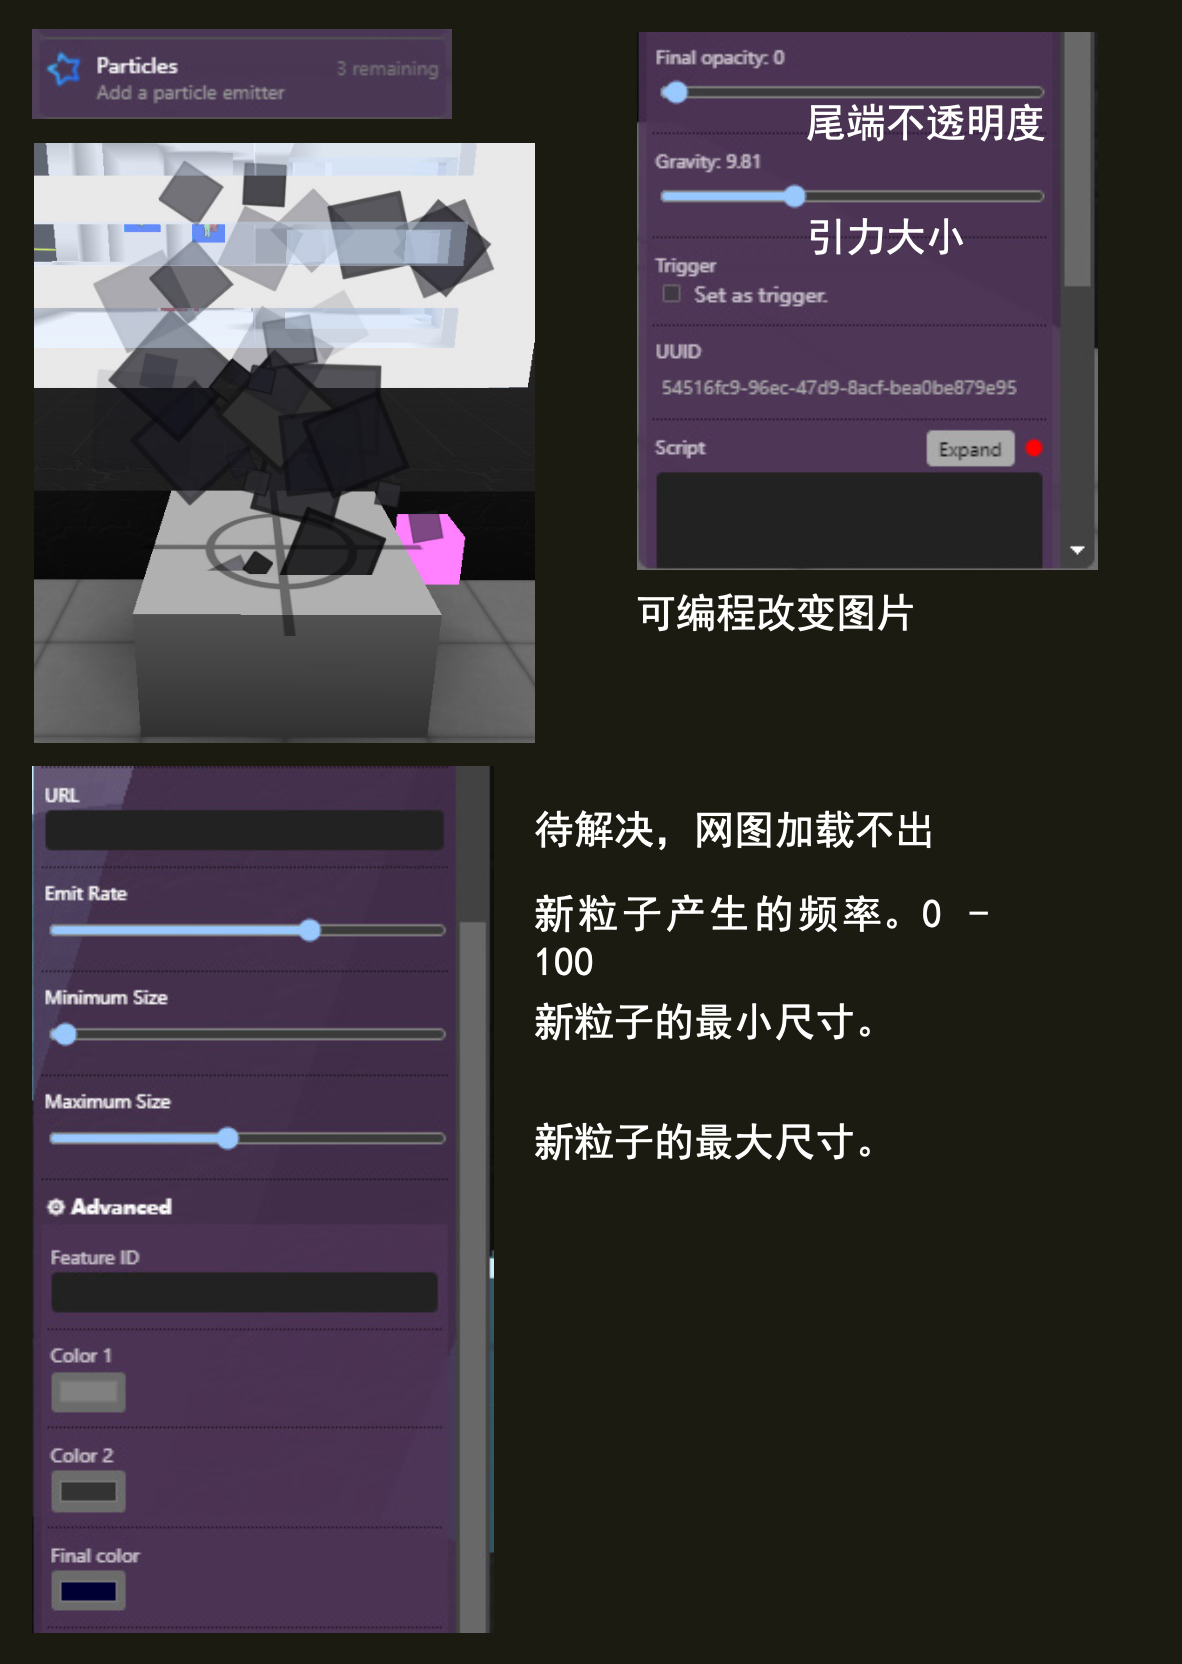 Particles
3 remaining
Add a particle emitter
Final opacity: 0
尾端不透明度
Gravity: 9.81
引力大小
Trigger
Set as trigger.
UUID
54516fc9-96ec-47d9-8acf-bea0be879e95
Script
Expand
可编程改变图片
URL
待解决，网图加载不出
Emit Rate
新粒子产生的频率。0 -
100
Minimum Size
新粒子的最小尺寸。
Maximum Size
新粒子的最大尺寸。
Advanced
Feature ID
Color 1
Color 2
Final color